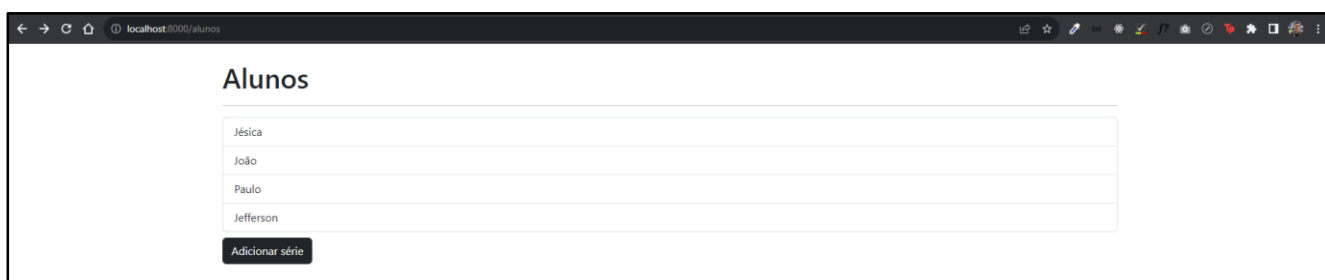 localhost:8000/alunos
Alunos
Jésica
João
Paulo
Jefferson
Adicionar série